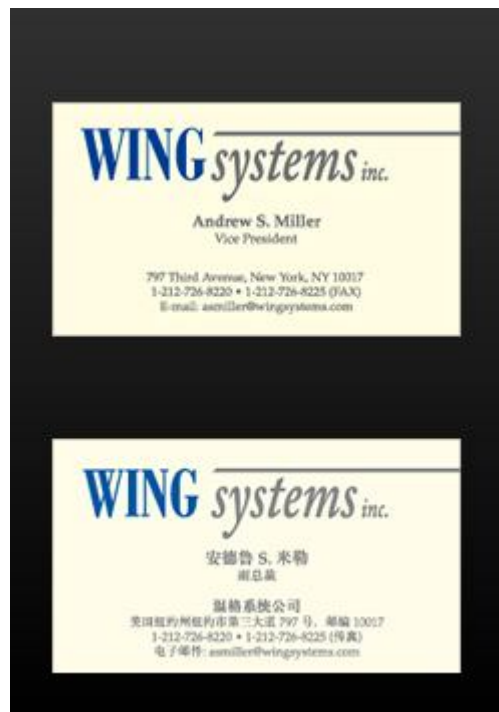 WING systems inc.
Andrew S. Miller
Vice President
797 Third Avenue, New York, NY 10017
1-212-726-8220 • 1-212-726-8225 (FAX)
E-mail: asmiller@wingsystems.com
WING systems inc.
安德鲁 S. 米勒
副总裁
温格系统公司
美国纽约州纽约市第三大道 797 号, 邮编 10017
1-212-726-8220 • 1-212-726-8225 (传真)
电子邮件: asmiller@wingsystems.com